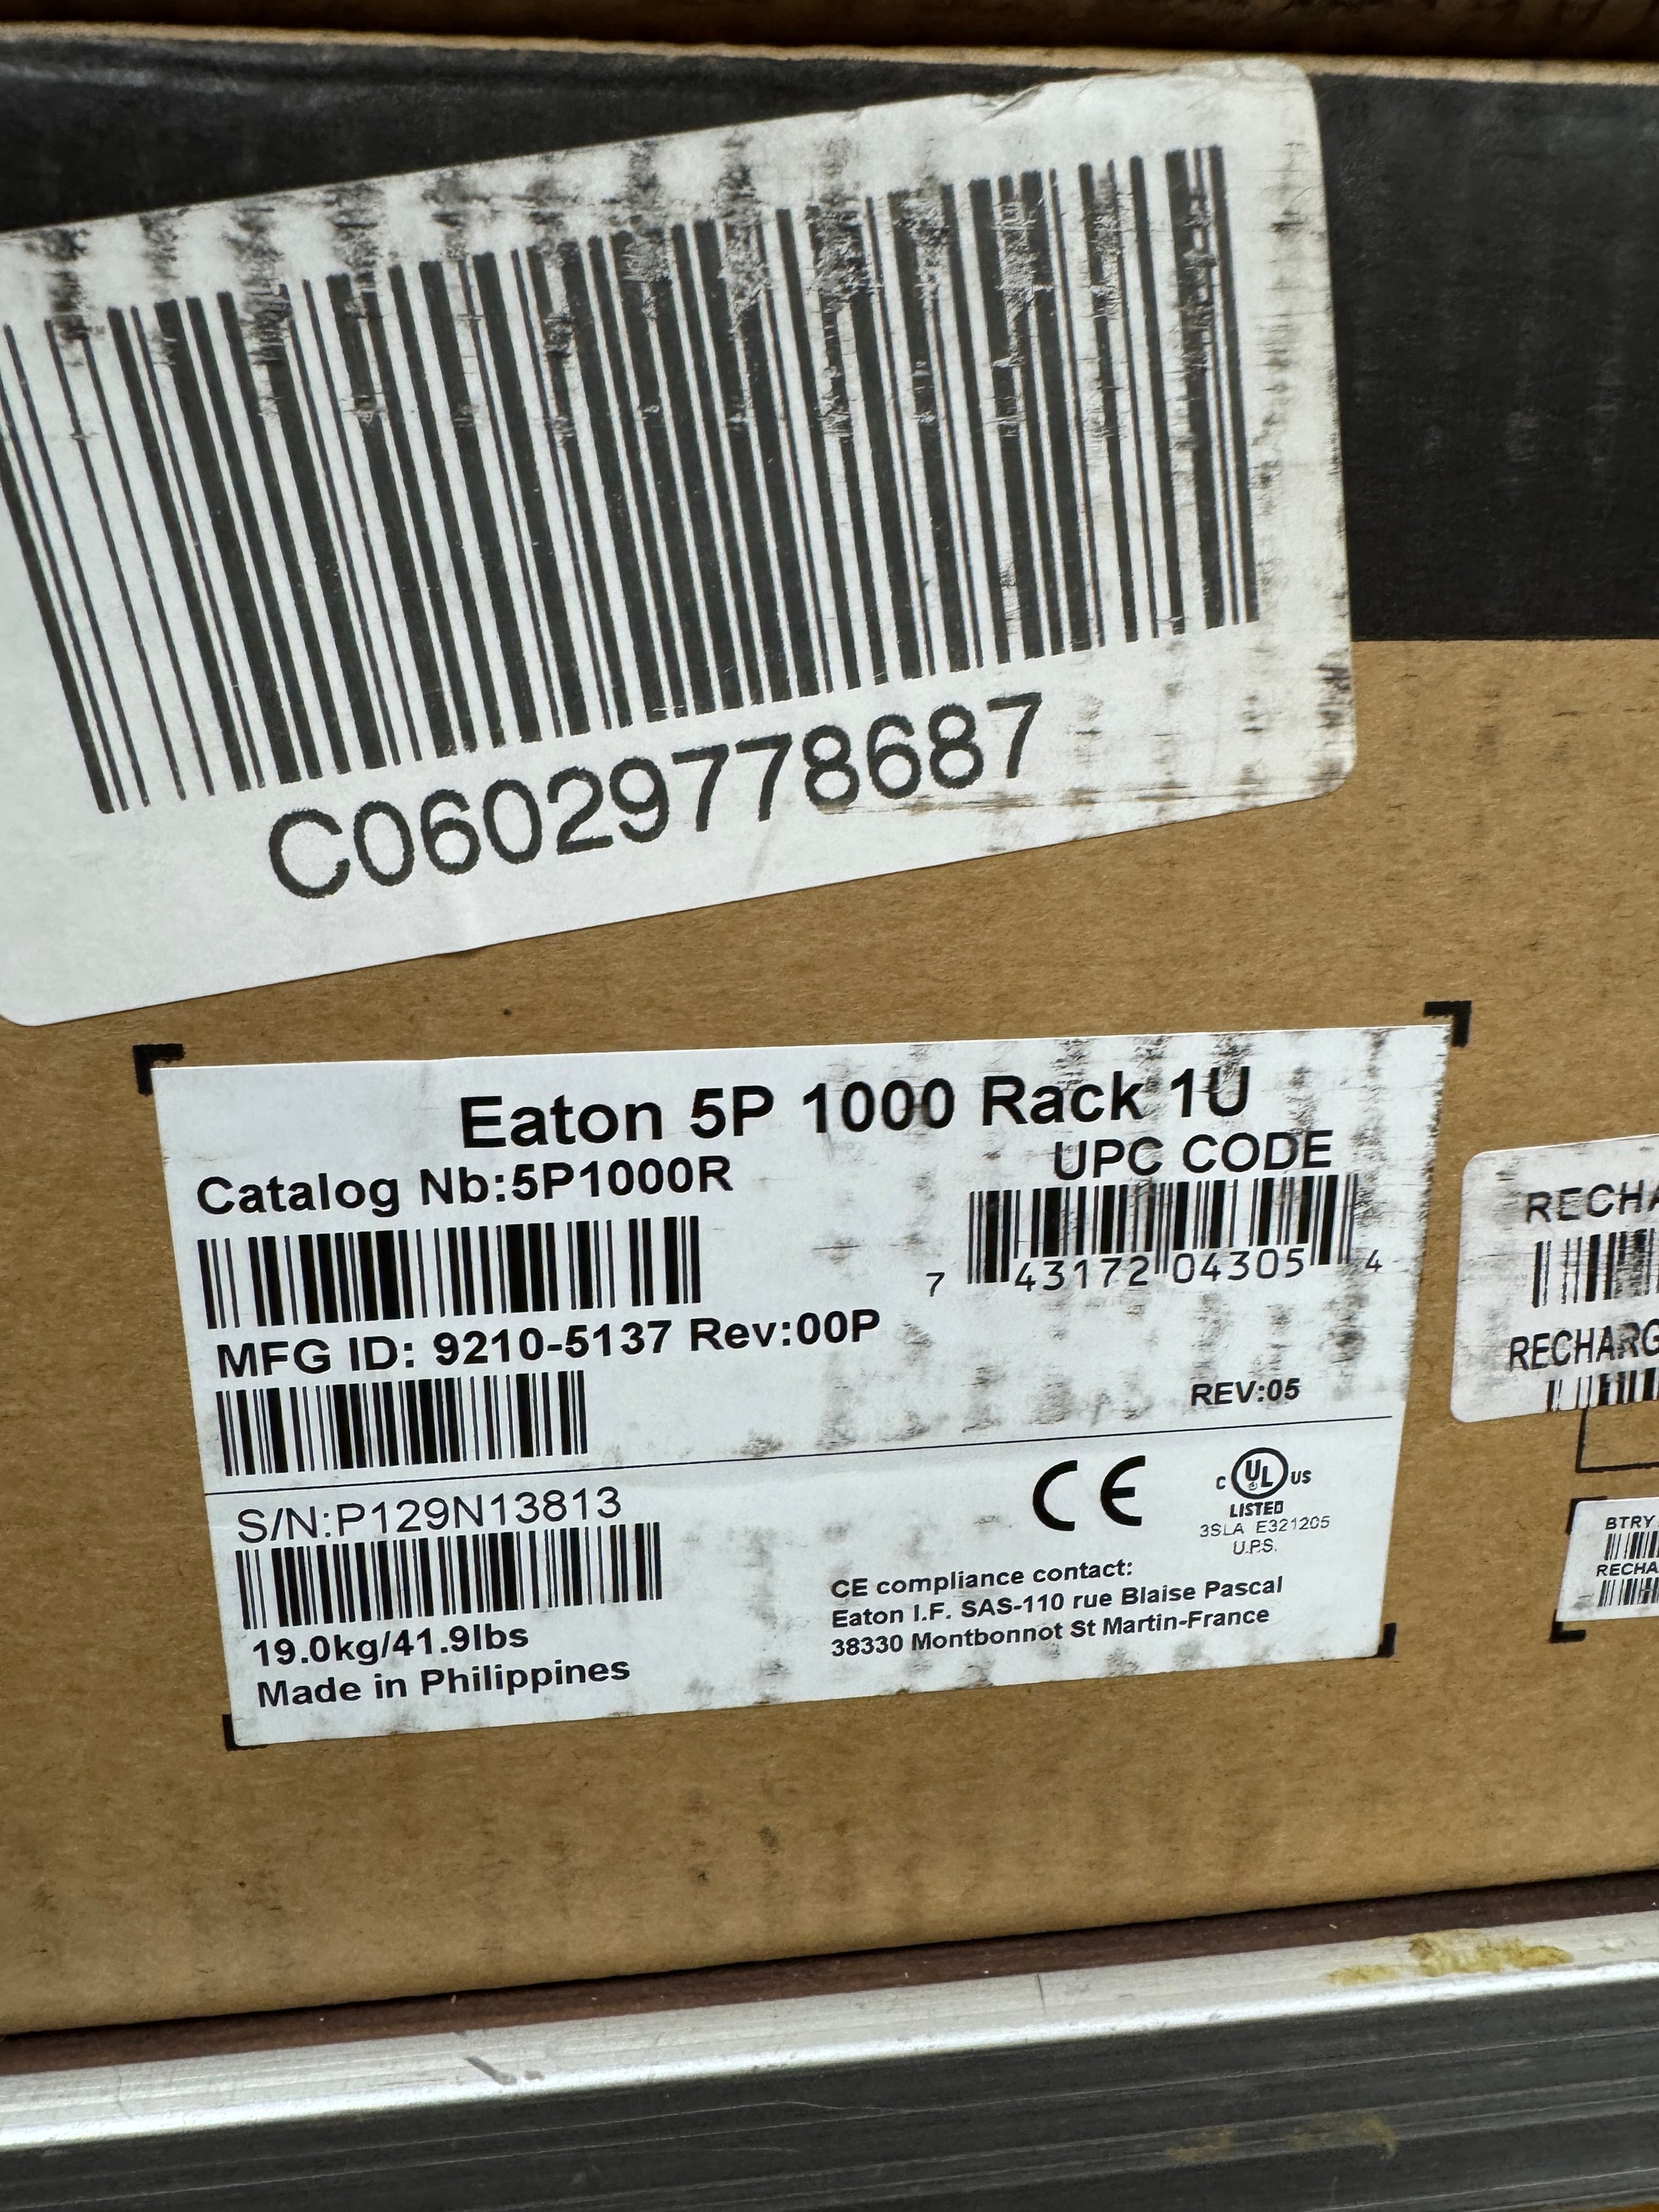 C06029778687
Eaton 5P 1000 Rack 1U
Catalog Nb:5P1000R
UPC CODE
7 43172 04305 4
MFG ID: 9210-5137 Rev:00P
REV:05
S/N:P129N13813
CE
C UL US
LISTED
3SLA E321205
U.P.S.
19.0kg/41.9lbs
Made in Philippines
CE compliance contact:
Eaton I.F. SAS-110 rue Blaise Pascal
38330 Montbonnot St Martin-France
RECHA
RECHARG
BTRY
RECHA